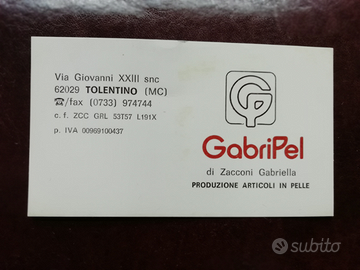 Via Giovanni XXIII snc
62029 TOLENTINO (MC)
☎/fax (0733) 974744
c. f. ZCC GRL 53T57 L191X
p. IVA 00969100437
GabriPel
di Zacconi Gabriella
PRODUZIONE ARTICOLI IN PELLE
subito